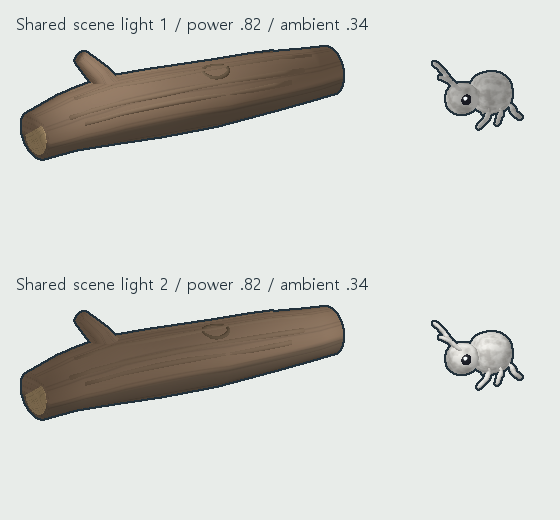 Shared scene light 1 / power .82 / ambient .34
Shared scene light 2 / power .82 / ambient .34